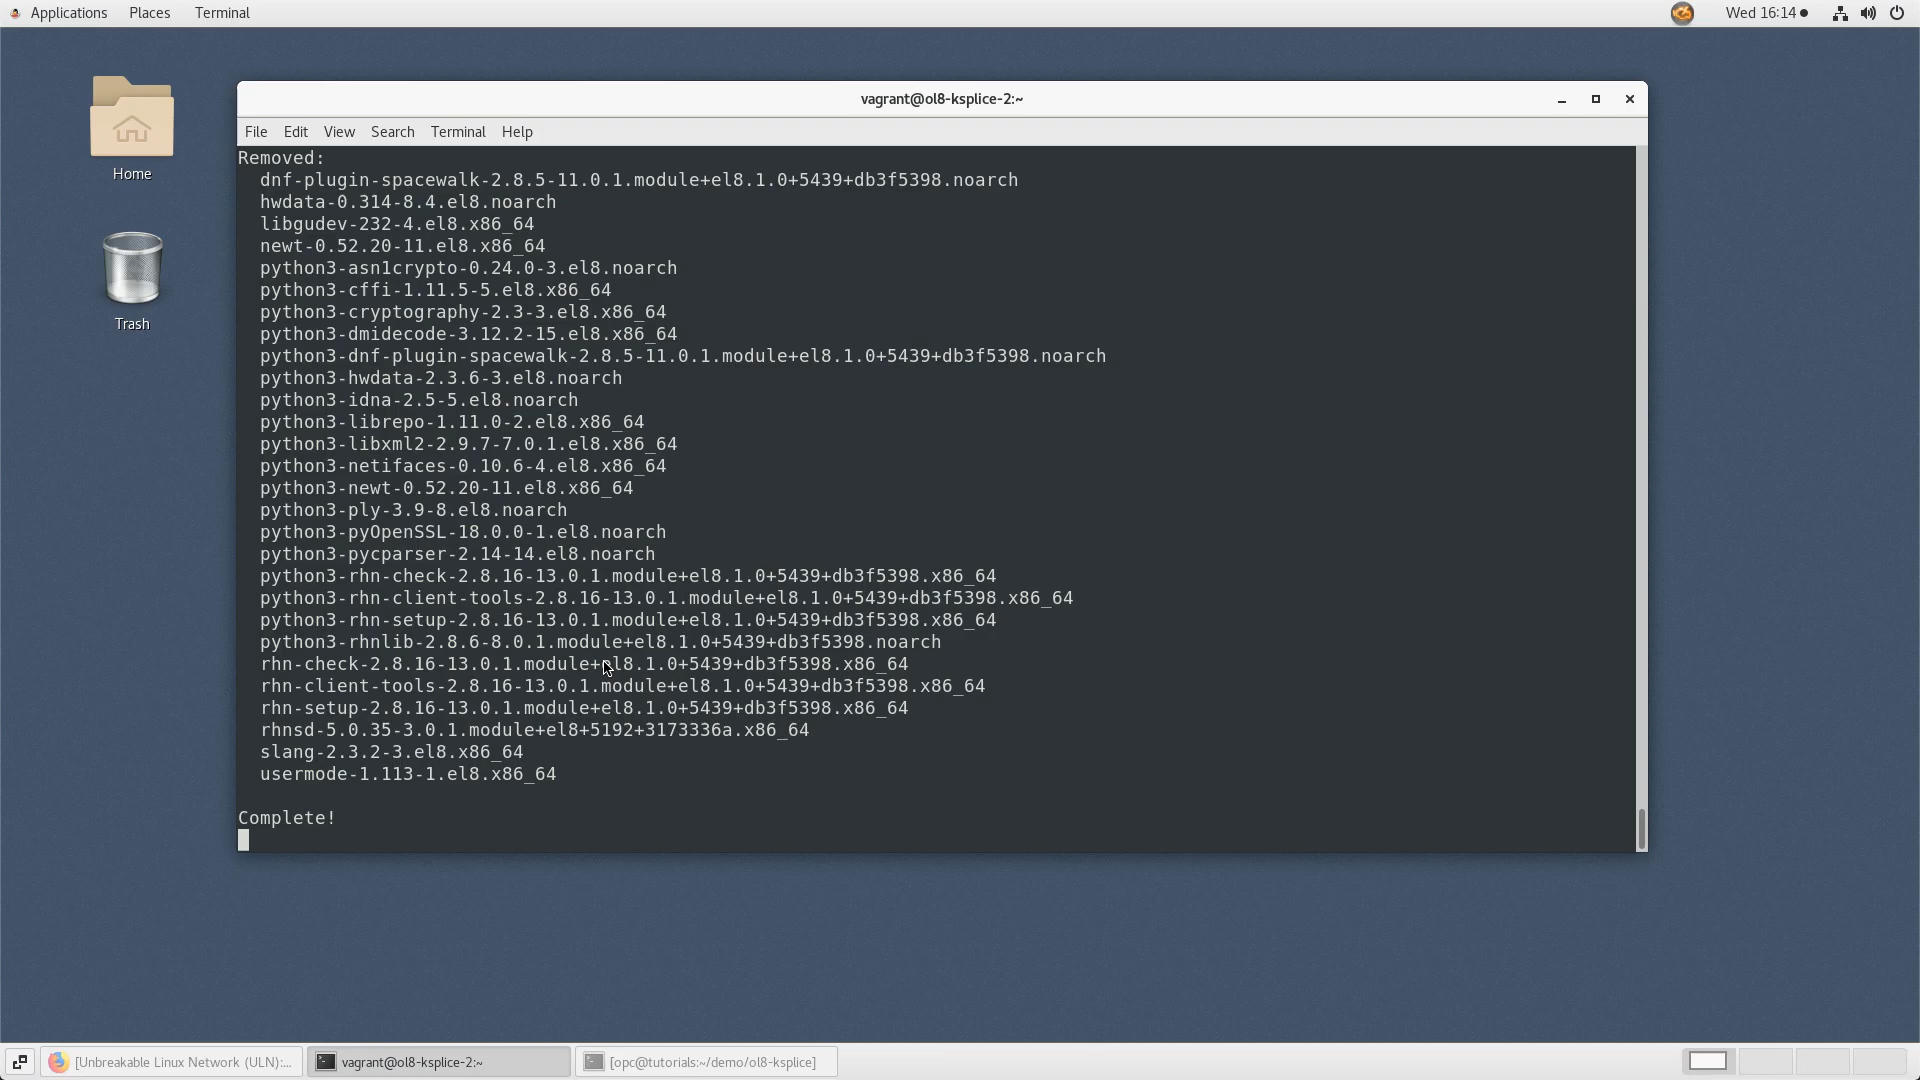 Applications Places Terminal
Wed 16:14
vagrant@ol8-ksplice-2:~
File Edit View Search Terminal Help
Home
Trash
Removed:
dnf-plugin-spacewalk-2.8.5-11.0.1.module+el8.1.0+5439+db3f5398.noarch
hwdata-0.314-8.4.el8.noarch
libgudev-232-4.el8.x86_64
newt-0.52.20-11.el8.x86_64
python3-asn1crypto-0.24.0-3.el8.noarch
python3-cffi-1.11.5-5.el8.x86_64
python3-cryptography-2.3-3.el8.x86_64
python3-dmidecode-3.12.2-15.el8.x86_64
python3-dnf-plugin-spacewalk-2.8.5-11.0.1.module+el8.1.0+5439+db3f5398.noarch
python3-hwdata-2.3.6-3.el8.noarch
python3-idna-2.5-5.el8.noarch
python3-librepo-1.11.0-2.el8.x86_64
python3-libxml2-2.9.7-7.0.1.el8.x86_64
python3-netifaces-0.10.6-4.el8.x86_64
python3-newt-0.52.20-11.el8.x86_64
python3-ply-3.9-8.el8.noarch
python3-pyOpenSSL-18.0.0-1.el8.noarch
python3-pycparser-2.14-14.el8.noarch
python3-rhn-check-2.8.16-13.0.1.module+el8.1.0+5439+db3f5398.x86_64
python3-rhn-client-tools-2.8.16-13.0.1.module+el8.1.0+5439+db3f5398.x86_64
python3-rhn-setup-2.8.16-13.0.1.module+el8.1.0+5439+db3f5398.x86_64
python3-rhnlib-2.8.6-8.0.1.module+el8.1.0+5439+db3f5398.noarch
rhn-check-2.8.16-13.0.1.module+el8.1.0+5439+db3f5398.x86_64
rhn-client-tools-2.8.16-13.0.1.module+el8.1.0+5439+db3f5398.x86_64
rhn-setup-2.8.16-13.0.1.module+el8.1.0+5439+db3f5398.x86_64
rhnsd-5.0.35-3.0.1.module+el8+5192+3173336a.x86_64
slang-2.3.2-3.el8.x86_64
usermode-1.113-1.el8.x86_64
Complete!
[Unbreakable Linux Network (ULN):...
vagrant@ol8-ksplice-2:~
[opc@tutorials:~/demo/ol8-ksplice]